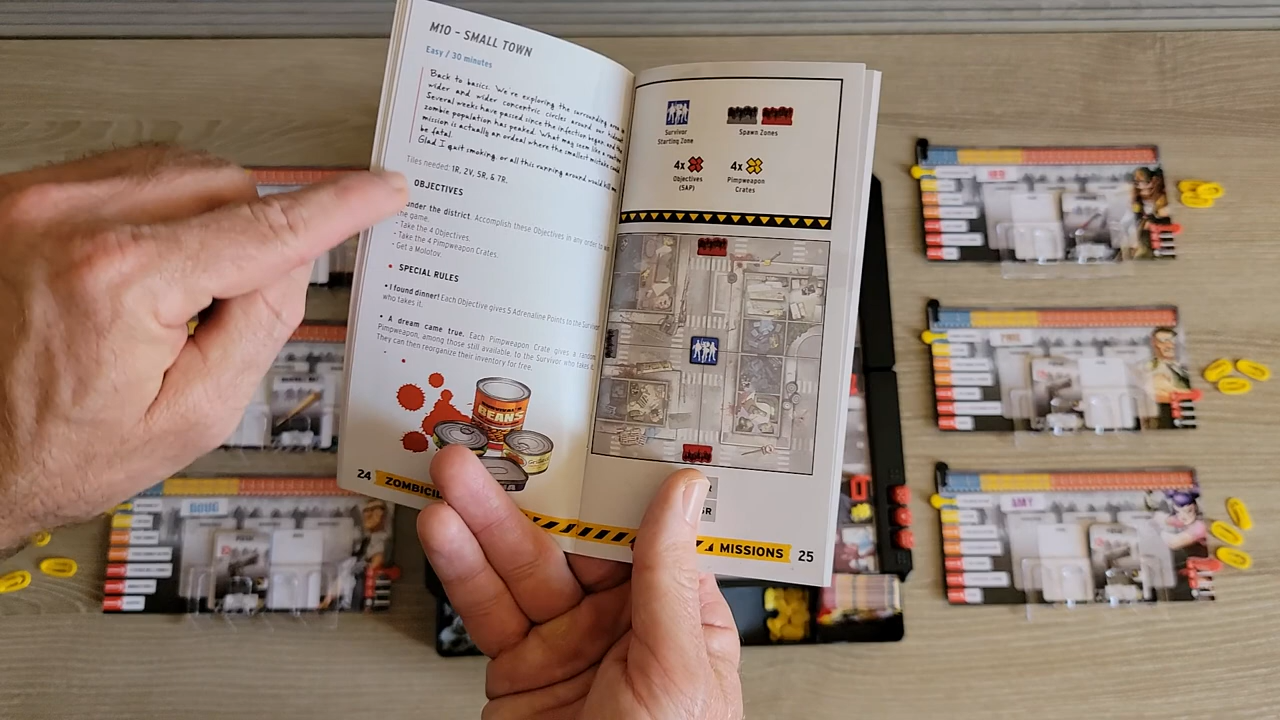 M10 - SMALL TOWN
Easy / 30 minutes
Back to basics. We're exploring the surrounding area in
wider and wider concentric circles around our
Several weeks have passed since the infection began, and the
zombie population has peaked. What may seem like a routine
mission is actually an ordeal where the smallest mistake could
be fatal.
Glad I quit smoking, or all this running around would kill me
Tiles needed: 1R, 2V, 5R, & 7R.
OBJECTIVES
under the district. Accomplish these Objectives in any order to win
the game.
- Take the 4 Objectives.
- Take the 4 Pimpweapon Crates.
- Get a Molotov.
• SPECIAL RULES
• I found dinner! Each Objective gives 5 Adrenaline Points to the Survivor
who takes it.
• A dream came true. Each Pimpweapon Crate gives a random
Pimpweapon, among those still available, to the Survivor who takes it.
They can then reorganize their inventory for free.
BEANS
24 ZOMBICI
Survivor
Starting Zone
Spawn Zones
4x
Objectives
(5AP)
4x
Pimpweapon
Crates
5R
MISSIONS 25
DOUG
AMY